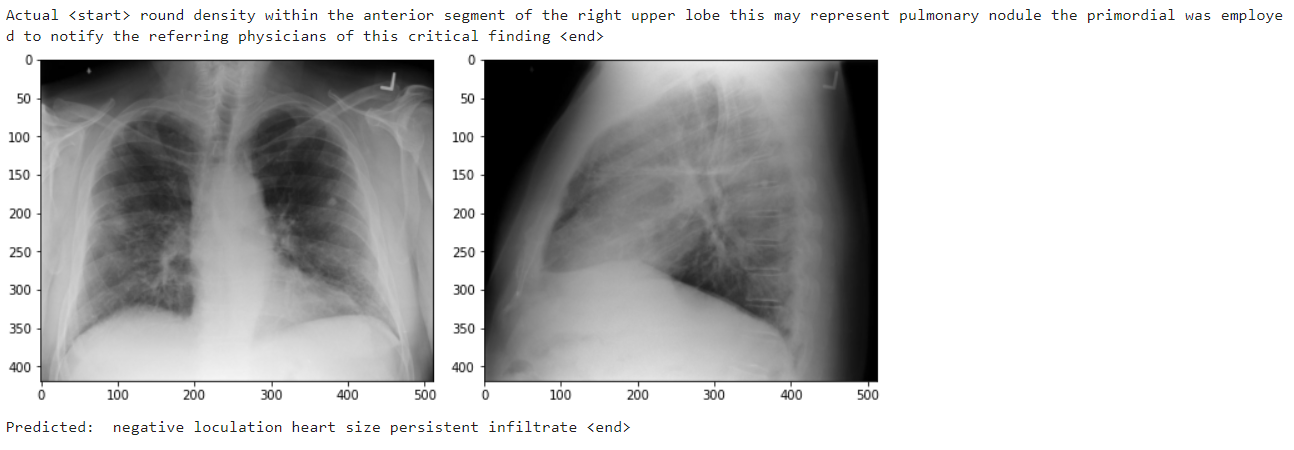 Actual <start> round density within the anterior segment of the right upper lobe this may represent pulmonary nodule the primordial was employe
d to notify the referring physicians of this critical finding <end>
0
50
100
150
200
250
300
350
400
0 100 200 300 400 500
L
0
50
100
150
200
250
300
350
400
0 100 200 300 400 500
L
Predicted:  negative loculation heart size persistent infiltrate <end>